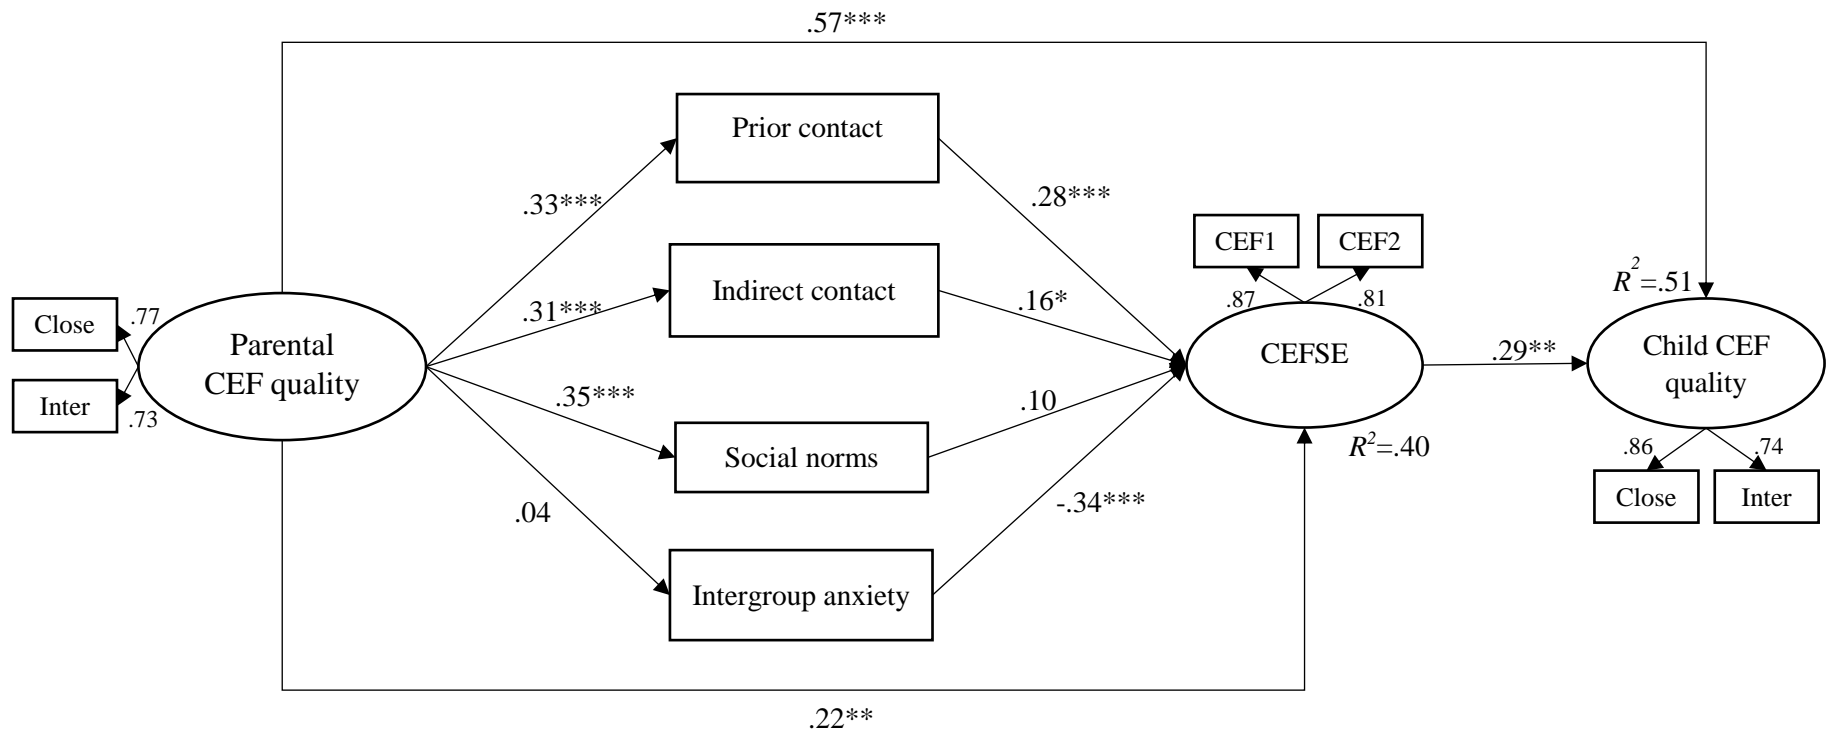 .57***
Prior contact
.33***
.28***
CEF1
CEF2
Indirect contact
.87
.81
R²=.51
Close
.77
.31***
.16*
Parental
CEF quality
CEFSE
.29**
Child CEF
quality
Inter
.73
.35***
.10
Social norms
R²=.40
.86
.74
.04
-.34***
Close
Inter
Intergroup anxiety
.22**